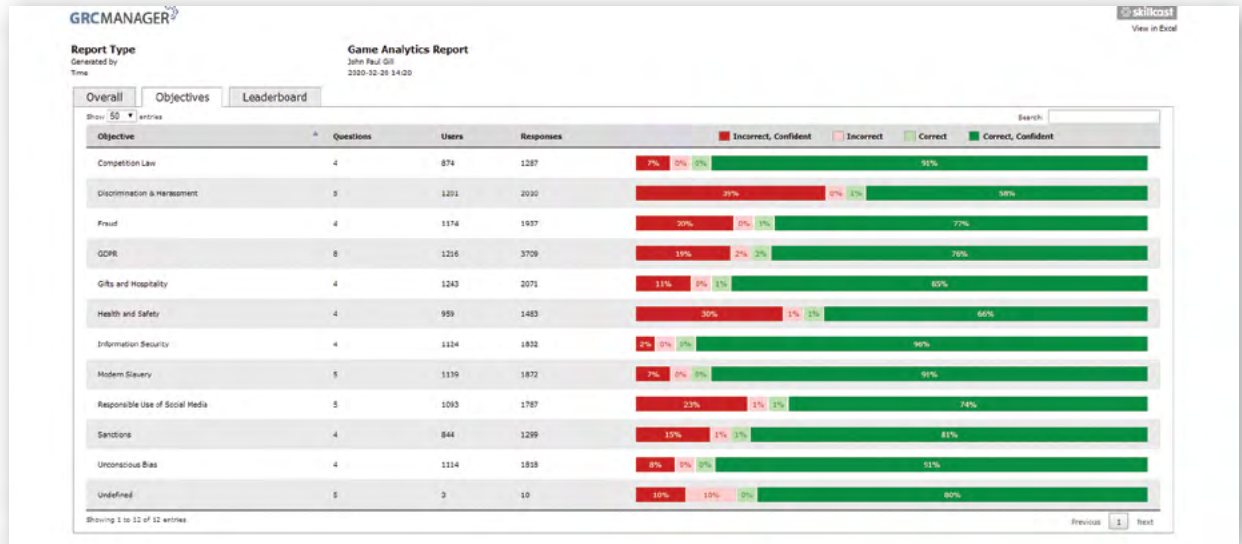 GRCMANAGER
skillcast
View in Excel
Report Type Game Analytics Report
Generated by John Paul Gill
Time 2020-02-20 14:20
Overall Objectives Leaderboard
Show 50 entries Search:
Objective Questions Users Responses Incorrect, Confident Incorrect Correct Correct, Confident
Competition Law 4 874 1287 7% 0% 0% 91%
Discrimination & Harassment 5 1201 2030 39% 0% 1% 58%
Fraud 4 1174 1937 20% 0% 1% 77%
GDPR 8 1216 3709 19% 2% 2% 76%
Gifts and Hospitality 4 1243 2071 11% 0% 1% 85%
Health and Safety 4 959 1483 30% 1% 1% 66%
Information Security 4 1124 1832 2% 0% 0% 96%
Modern Slavery 5 1139 1872 7% 0% 0% 91%
Responsible Use of Social Media 5 1093 1787 23% 1% 1% 74%
Sanctions 4 844 1299 15% 1% 1% 81%
Unconscious Bias 4 1114 1818 8% 0% 0% 91%
Undefined 5 3 10 10% 10% 0% 80%
Showing 1 to 12 of 12 entries Previous 1 Next